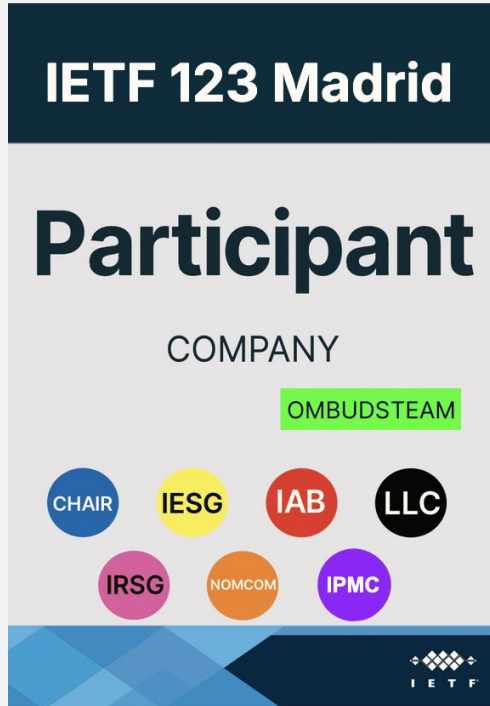 IETF 123 Madrid
Participant
COMPANY
OMBUDSTEAM
CHAIR IESG IAB LLC
IRSG NOMCOM IPMC
IETF